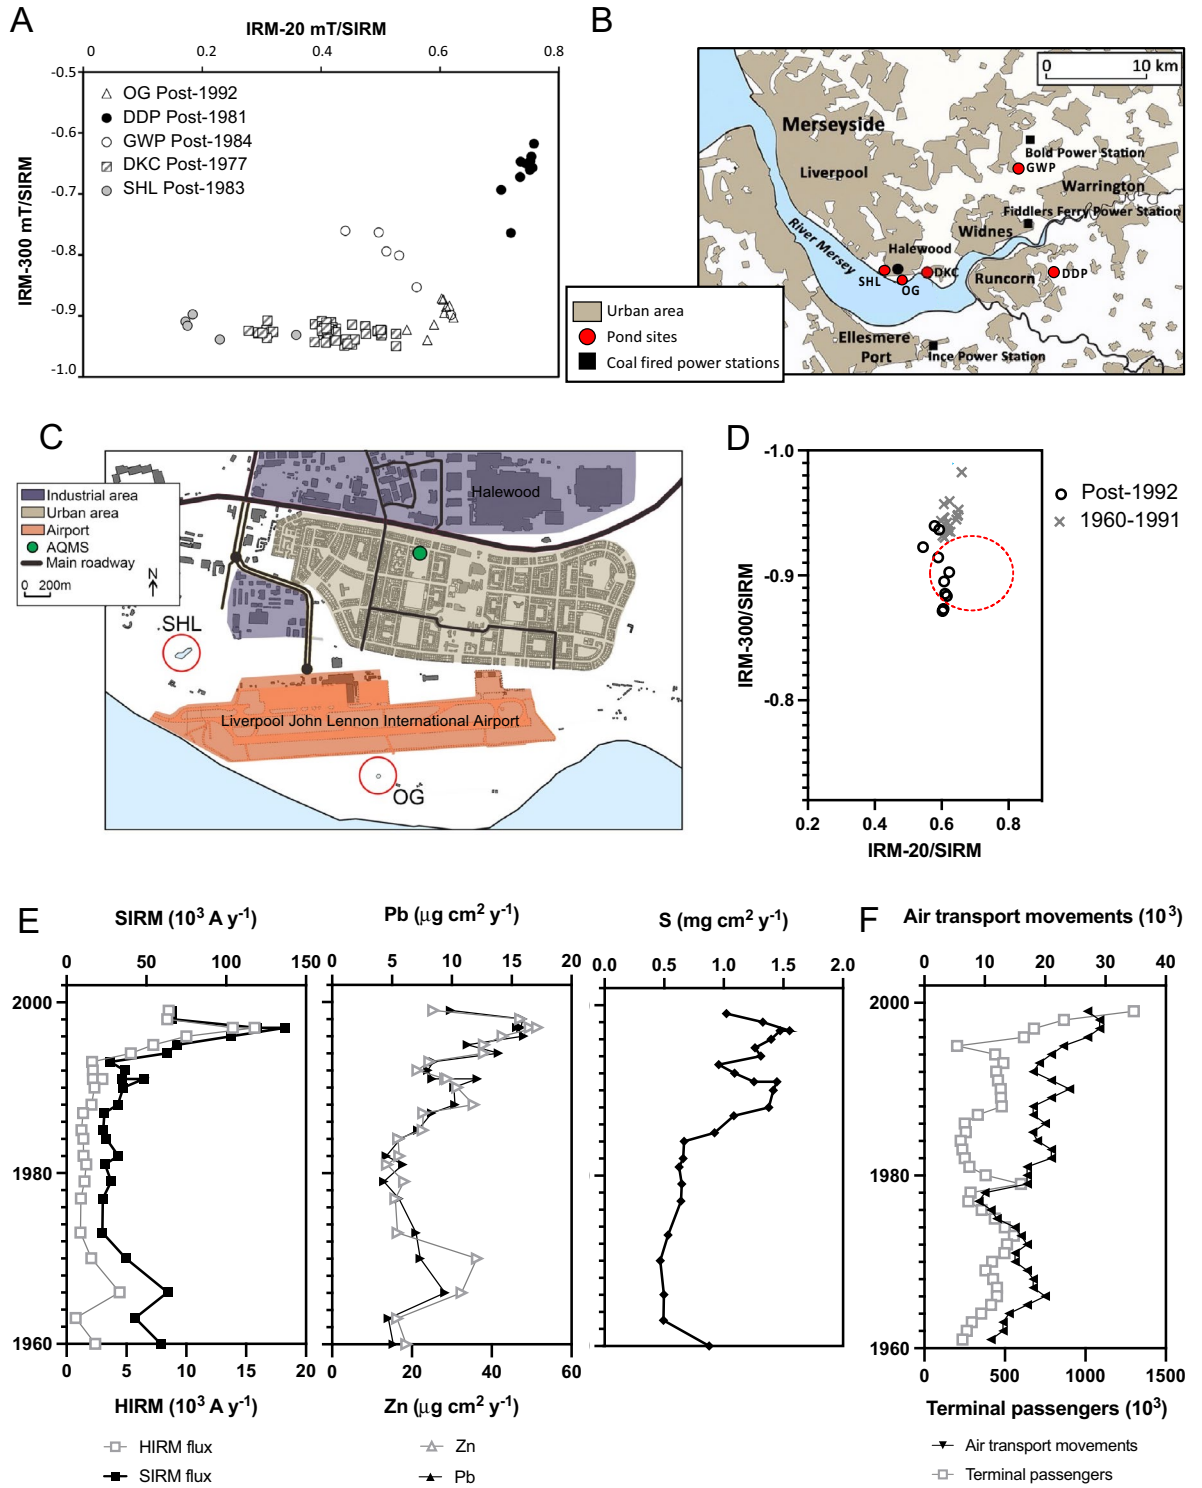 A
IRM-20 mT/SIRM
0 0.2 0.4 0.6 0.8
-0.5
-0.6
-0.7
-0.8
-0.9
-1.0
IRM-300 mT/SIRM
OG Post-1992
DDP Post-1981
GWP Post-1984
DKC Post-1977
SHL Post-1983
B
0 10 km
Merseyside
Bold Power Station
GWP
Liverpool
Warrington
Fiddlers Ferry Power Station
River Mersey
Widnes
Halewood
SHL
OG
DKC
Runcorn
DDP
Ellesmere
Port
Ince Power Station
Urban area
Pond sites
Coal fired power stations
C
Industrial area
Urban area
Airport
AQMS
Main roadway
0 200m
N
Halewood
SHL
Liverpool John Lennon International Airport
OG
D
-1.0
-0.9
-0.8
IRM-300/SIRM
0.2 0.4 0.6 0.8
IRM-20/SIRM
Post-1992
1960-1991
E
SIRM (10³ A y⁻¹)
0 50 100 150
2000
1980
1960
0 5 10 15 20
HIRM (10³ A y⁻¹)
HIRM flux
SIRM flux
Pb (μg cm² y⁻¹)
5 10 15 20
0 20 40 60
Zn (μg cm² y⁻¹)
Zn
Pb
S (mg cm² y⁻¹)
0.0 0.5 1.0 1.5 2.0
F
Air transport movements (10³)
0 10 20 30 40
2000
1980
1960
0 500 1000 1500
Terminal passengers (10³)
Air transport movements
Terminal passengers